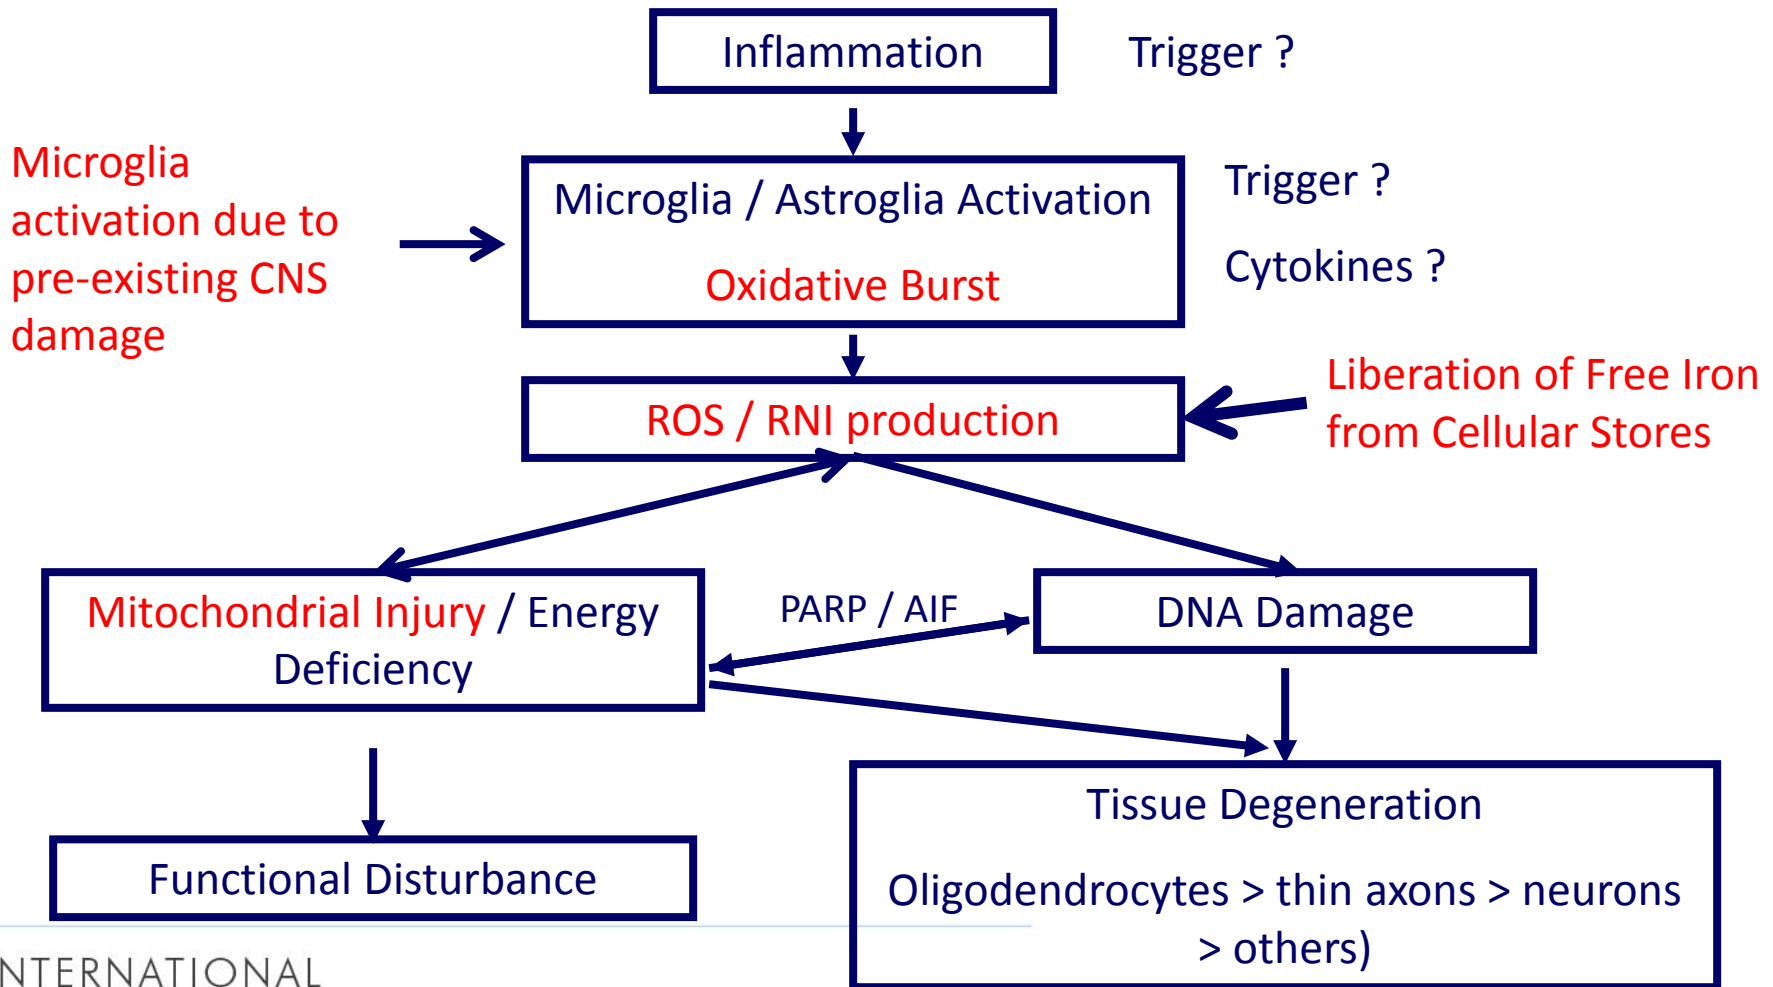 Inflammation
Trigger ?
Microglia
activation due to
pre-existing CNS
damage
Microglia / Astroglia Activation
Oxidative Burst
Trigger ?
Cytokines ?
ROS / RNI production
Liberation of Free Iron
from Cellular Stores
Mitochondrial Injury / Energy
Deficiency
PARP / AIF
DNA Damage
Functional Disturbance
Tissue Degeneration
Oligodendrocytes > thin axons > neurons
> others)
NTERNATIONAL